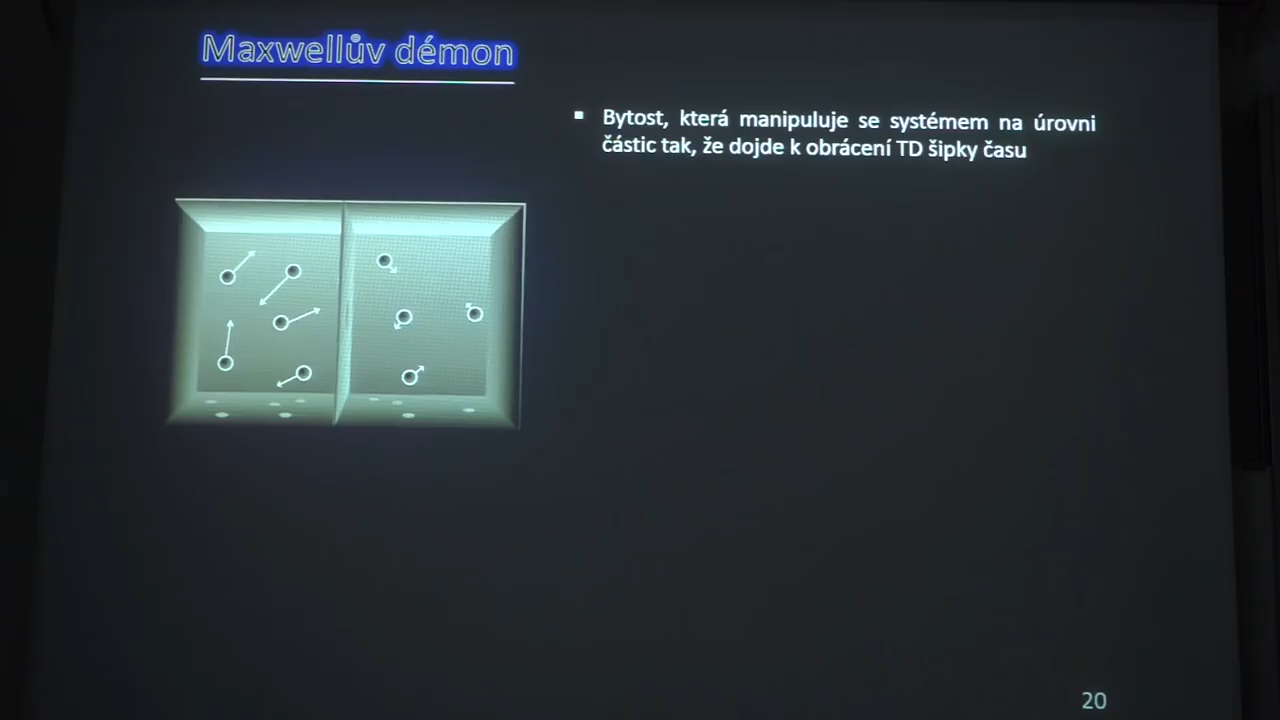 Maxwellův démon
▪ Bytost, která manipuluje se systémem na úrovni
částic tak, že dojde k obrácení TD šipky času
20